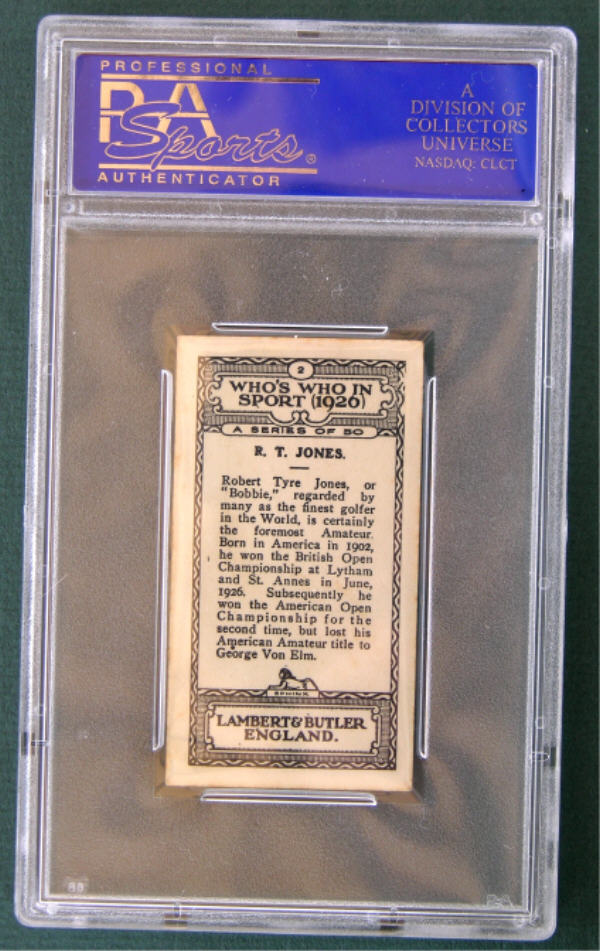 PROFESSIONAL
PSA
Sports®
AUTHENTICATOR
A
DIVISION OF
COLLECTORS
UNIVERSE
NASDAQ: CLCT
2
WHO'S WHO IN
SPORT (1926)
A SERIES OF 50
R. T. JONES.
Robert Tyre Jones, or
"Bobbie," regarded by
many as the finest golfer
in the World, is certainly
the foremost Amateur.
Born in America in 1902,
he won the British Open
Championship at Lytham
and St. Annes in June,
1926. Subsequently he
won the American Open
Championship for the
second time, but lost his
American Amateur title to
George Von Elm.
SPHINX
LAMBERT & BUTLER
ENGLAND.
PSA